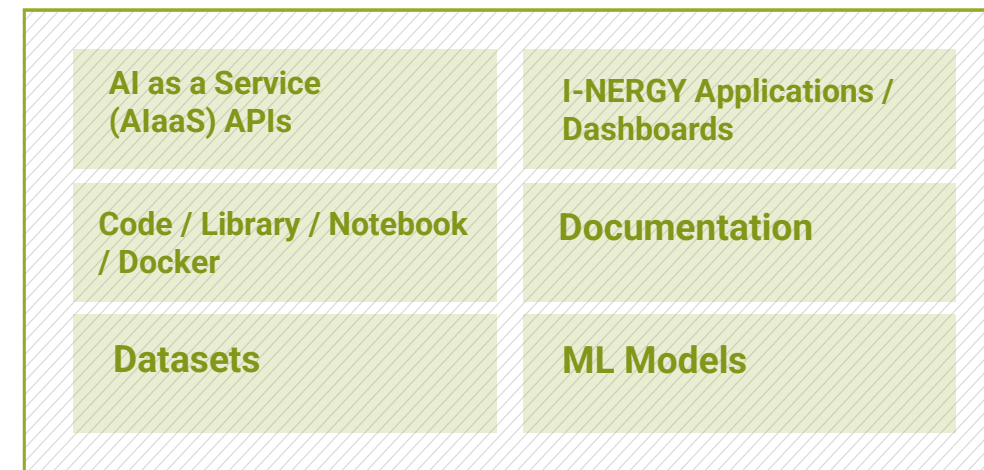 AI as a Service
(AIaaS) APIs
I-NERGY Applications /
Dashboards
Code / Library / Notebook
/ Docker
Documentation
Datasets
ML Models